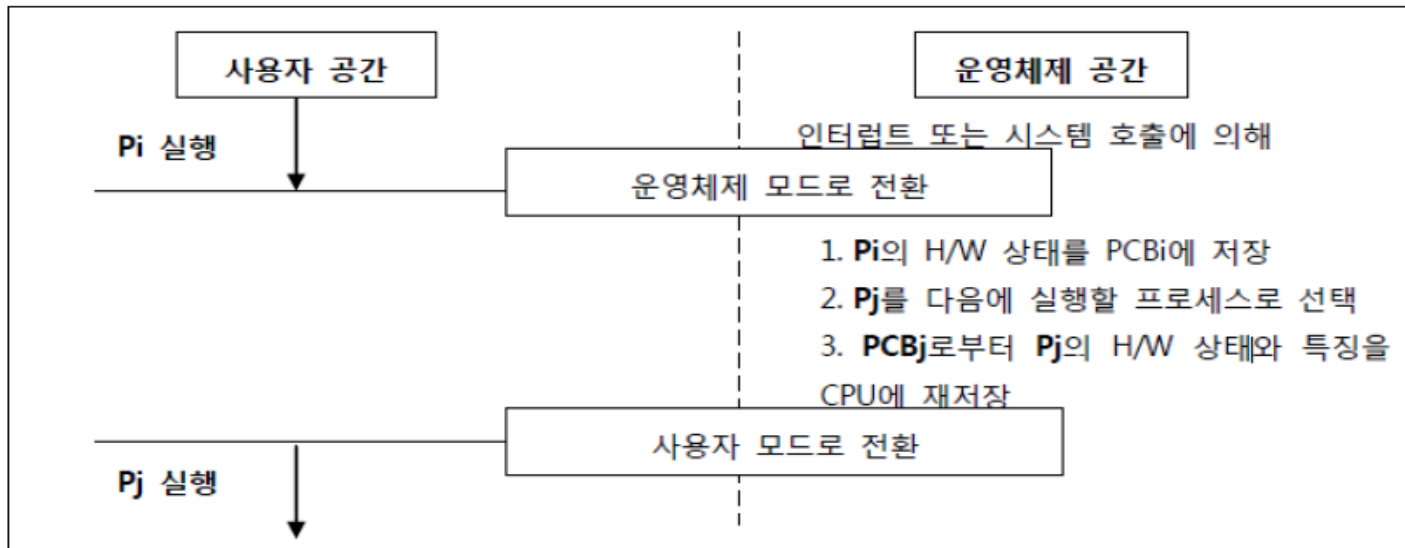 사용자 공간
운영체제 공간
Pi 실행
인터럽트 또는 시스템 호출에 의해
운영체제 모드로 전환
1. Pi의 H/W 상태를 PCBi에 저장
2. Pj를 다음에 실행할 프로세스로 선택
3. PCBj로부터 Pj의 H/W 상태와 특징을
CPU에 재저장
사용자 모드로 전환
Pj 실행